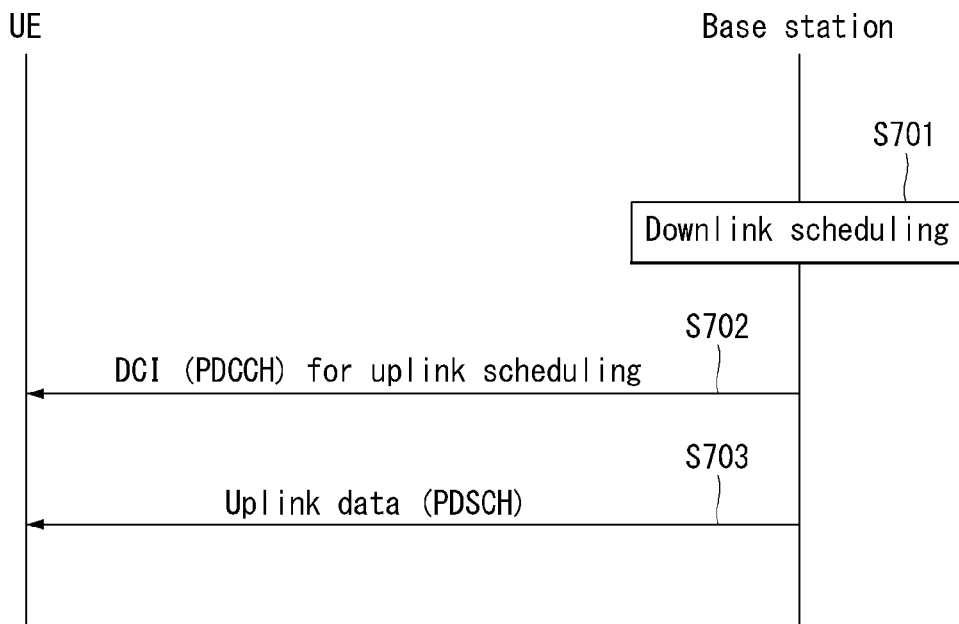 UE
Base station
S701
Downlink scheduling
S702
DCI (PDCCH) for uplink scheduling
S703
Uplink data (PDSCH)